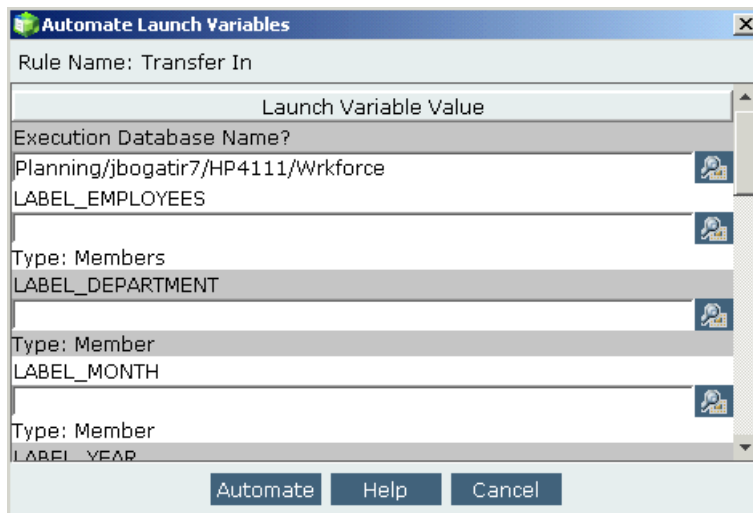 Automate Launch Variables
Rule Name: Transfer In
Launch Variable Value
Execution Database Name?
Planning/jbogatir7/HP4111/Wrkforce
LABEL_EMPLOYEES
Type: Members
LABEL_DEPARTMENT
Type: Member
LABEL_MONTH
Type: Member
LABEL_YEAR
Automate Help Cancel